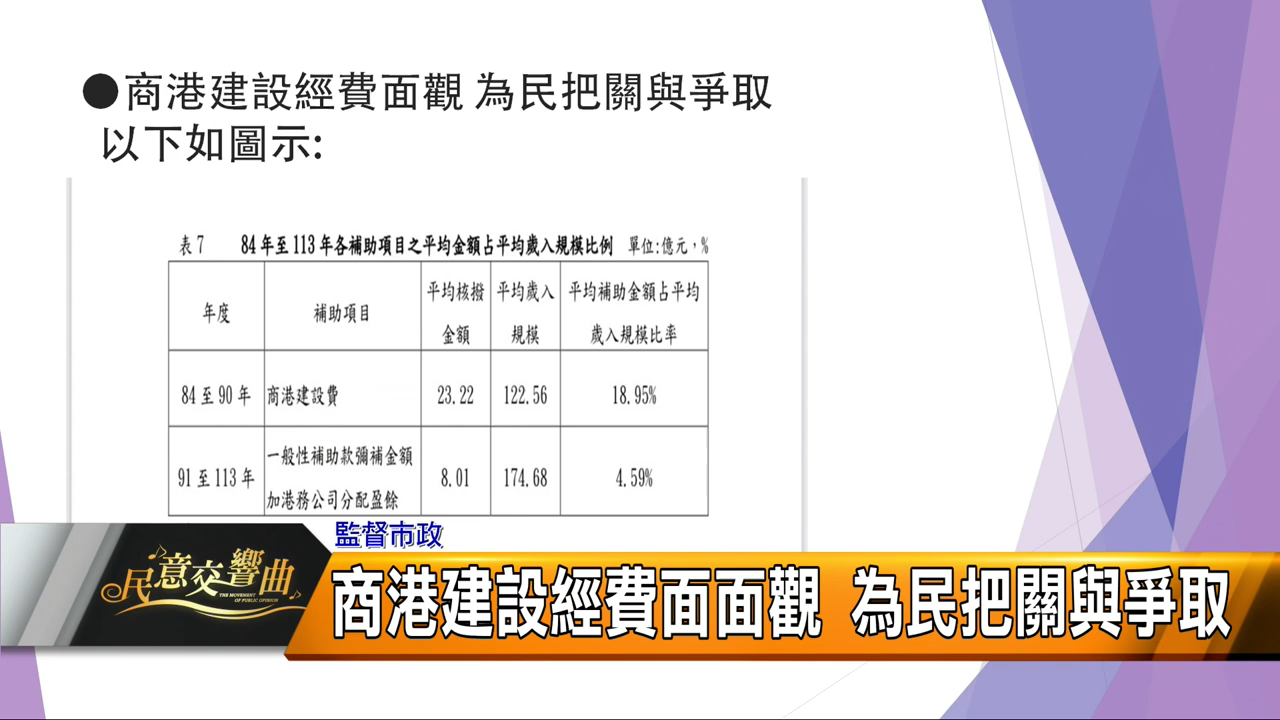 ●商港建設經費面觀 為民把關與爭取
以下如圖示:
表7 84年至113年各補助項目之平均金額占平均歲入規模比例 單位:億元,%
年度 補助項目 平均核撥金額 平均歲入規模 平均補助金額占平均歲入規模比率
84至90年 商港建設費 23.22 122.56 18.95%
91至113年 一般性補助款彌補金額加港務公司分配盈餘 8.01 174.68 4.59%
監督市政
民意交響曲
THE MOVEMENT
OF PUBLIC OPINION
商港建設經費面面觀 為民把關與爭取